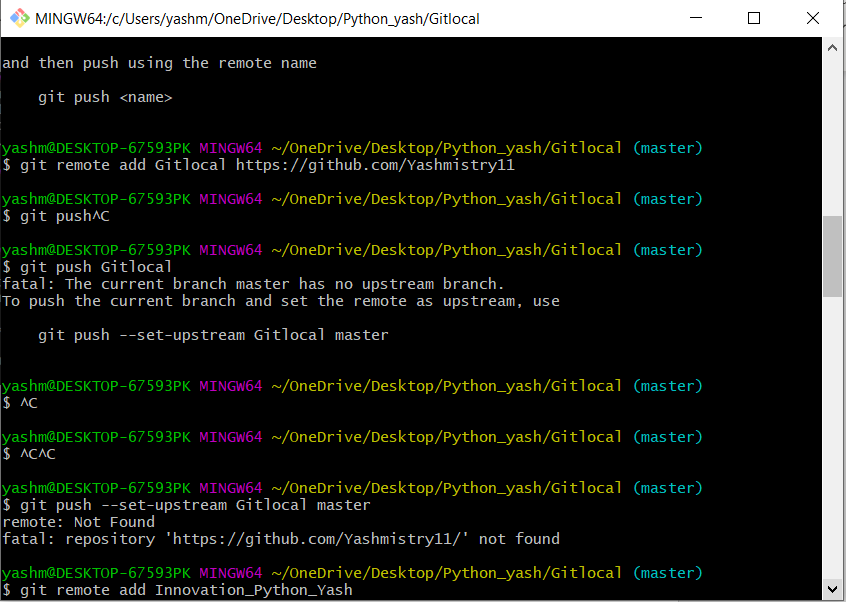 MINGW64:/c/Users/yashm/OneDrive/Desktop/Python_yash/Gitlocal
and then push using the remote name
git push <name>
yashm@DESKTOP-67593PK MINGW64 ~/OneDrive/Desktop/Python_yash/Gitlocal (master)
$ git remote add Gitlocal https://github.com/Yashmistry11
yashm@DESKTOP-67593PK MINGW64 ~/OneDrive/Desktop/Python_yash/Gitlocal (master)
$ git push^C
yashm@DESKTOP-67593PK MINGW64 ~/OneDrive/Desktop/Python_yash/Gitlocal (master)
$ git push Gitlocal
fatal: The current branch master has no upstream branch.
To push the current branch and set the remote as upstream, use
git push --set-upstream Gitlocal master
yashm@DESKTOP-67593PK MINGW64 ~/OneDrive/Desktop/Python_yash/Gitlocal (master)
$ ^C
yashm@DESKTOP-67593PK MINGW64 ~/OneDrive/Desktop/Python_yash/Gitlocal (master)
$ ^C^C
yashm@DESKTOP-67593PK MINGW64 ~/OneDrive/Desktop/Python_yash/Gitlocal (master)
$ git push --set-upstream Gitlocal master
remote: Not Found
fatal: repository 'https://github.com/Yashmistry11/' not found
yashm@DESKTOP-67593PK MINGW64 ~/OneDrive/Desktop/Python_yash/Gitlocal (master)
$ git remote add Innovation_Python_Yash